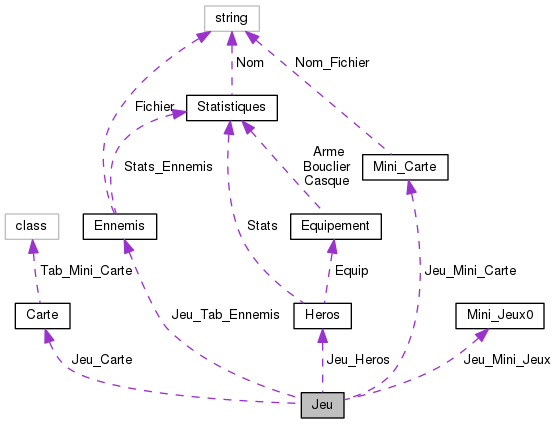 string
Nom
Nom_Fichier
Fichier
Statistiques
Arme
Bouclier
Casque
Stats_Ennemis
Mini_Carte
class
Ennemis
Stats
Equipement
Tab_Mini_Carte
Equip
Jeu_Mini_Carte
Carte
Jeu_Tab_Ennemis
Heros
Mini_Jeux0
Jeu_Carte
Jeu_Heros
Jeu_Mini_Jeux
Jeu